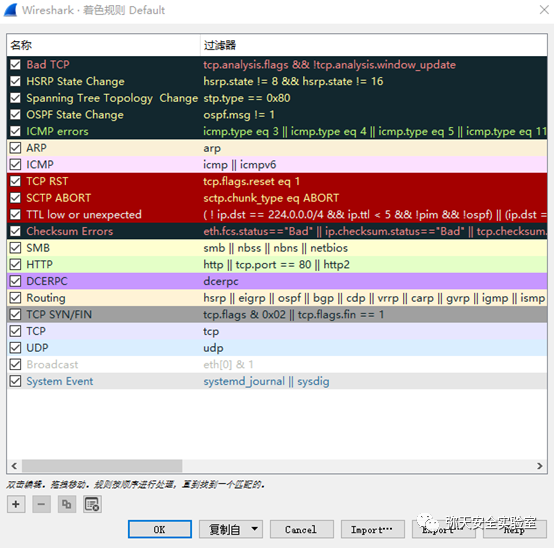 Wireshark · 着色规则 Default
名称 过滤器
Bad TCP tcp.analysis.flags && !tcp.analysis.window_update
HSRP State Change hsrp.state != 8 && hsrp.state != 16
Spanning Tree Topology Change stp.type == 0x80
OSPF State Change ospf.msg != 1
ICMP errors icmp.type eq 3 || icmp.type eq 4 || icmp.type eq 5 || icmp.type eq 11
ARP arp
ICMP icmp || icmpv6
TCP RST tcp.flags.reset eq 1
SCTP ABORT sctp.chunk_type eq ABORT
TTL low or unexpected ( ! ip.dst == 224.0.0.0/4 && ip.ttl < 5 && !pim && !ospf) || (ip.dst =
Checksum Errors eth.fcs.status=="Bad" || ip.checksum.status=="Bad" || tcp.checksum.
SMB smb || nbss || nbns || netbios
HTTP http || tcp.port == 80 || http2
DCERPC dcerpc
Routing hsrp || eigrp || ospf || bgp || cdp || vrrp || carp || gvrp || igmp || ismp
TCP SYN/FIN tcp.flags & 0x02 || tcp.flags.fin == 1
TCP tcp
UDP udp
Broadcast eth[0] & 1
System Event systemd_journal || sysdig
双击编辑。拖拽移动。规则按顺序进行处理，直到找到一个匹配的。
OK 复制自 Cancel Import… Export… Help
弥天安全实验室